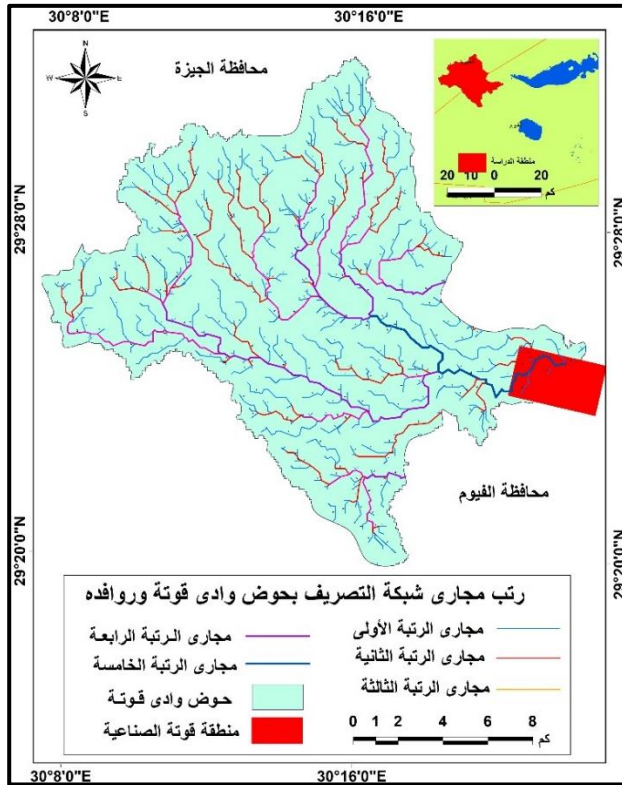 30°8'0"E 30°16'0"E
محافظة الجيزة
N
W E
S
منطقة الدراسة
20 10 0 20
كم
29°28'0"N 29°28'0"N
محافظة الفيوم
29°20'0"N 29°20'0"N
رتب مجارى شبكة التصريف بحوض وادى قوتة وروافده
مجارى الرتبة الأولى
مجارى الرتبة الثانية
مجارى الرتبة الثالثة
مجارى الرتبة الرابعة
مجارى الرتبة الخامسة
حوض وادى قوتة
منطقة قوتة الصناعية
0 1 2 4 6 8
كم
30°8'0"E 30°16'0"E